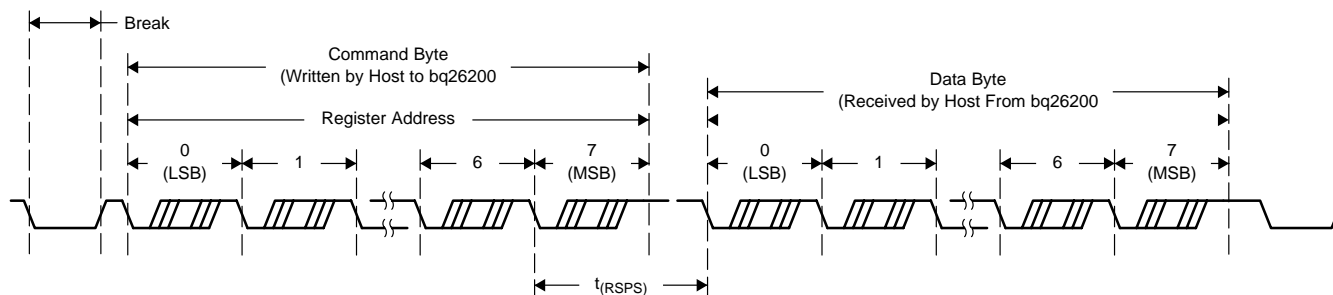 Break
Command Byte
(Written by Host to bq26200
Data Byte
(Received by Host From bq26200
Register Address
0
(LSB)
1
6
7
(MSB)
0
(LSB)
1
6
7
(MSB)
t(RSPS)